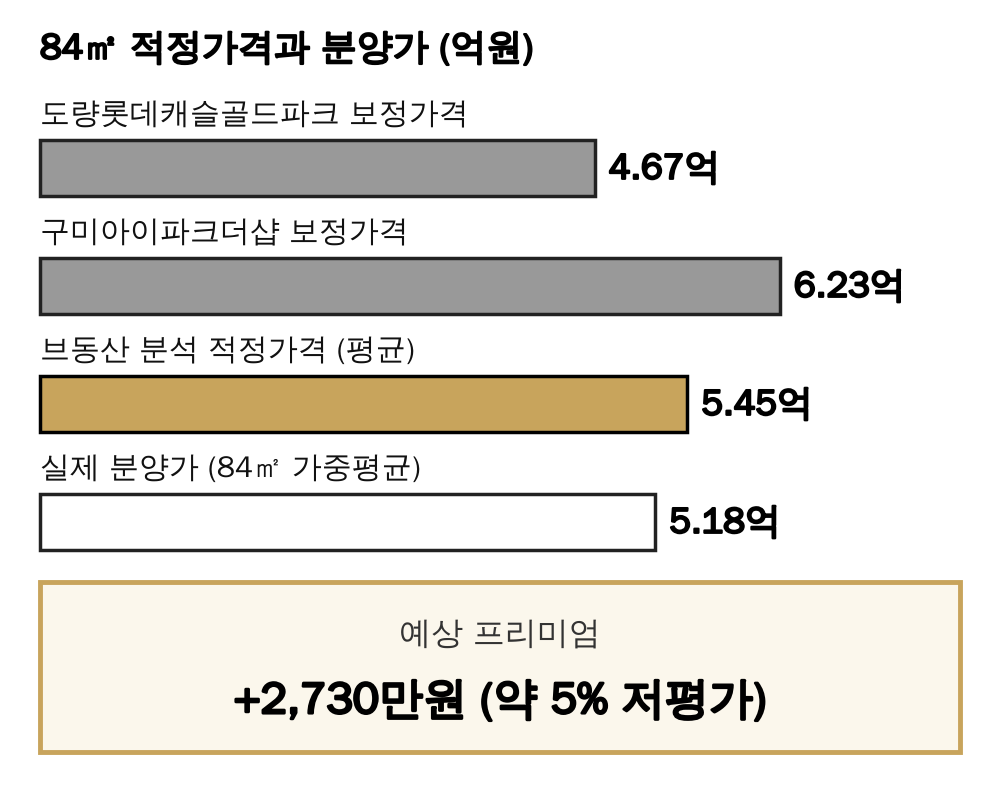 84㎡ 적정가격과 분양가 (억원)
도량롯데캐슬골드파크 보정가격
4.67억
구미아이파크더샵 보정가격
6.23억
브동산 분석 적정가격 (평균)
5.45억
실제 분양가 (84㎡ 가중평균)
5.18억
예상 프리미엄
+2,730만원 (약 5% 저평가)